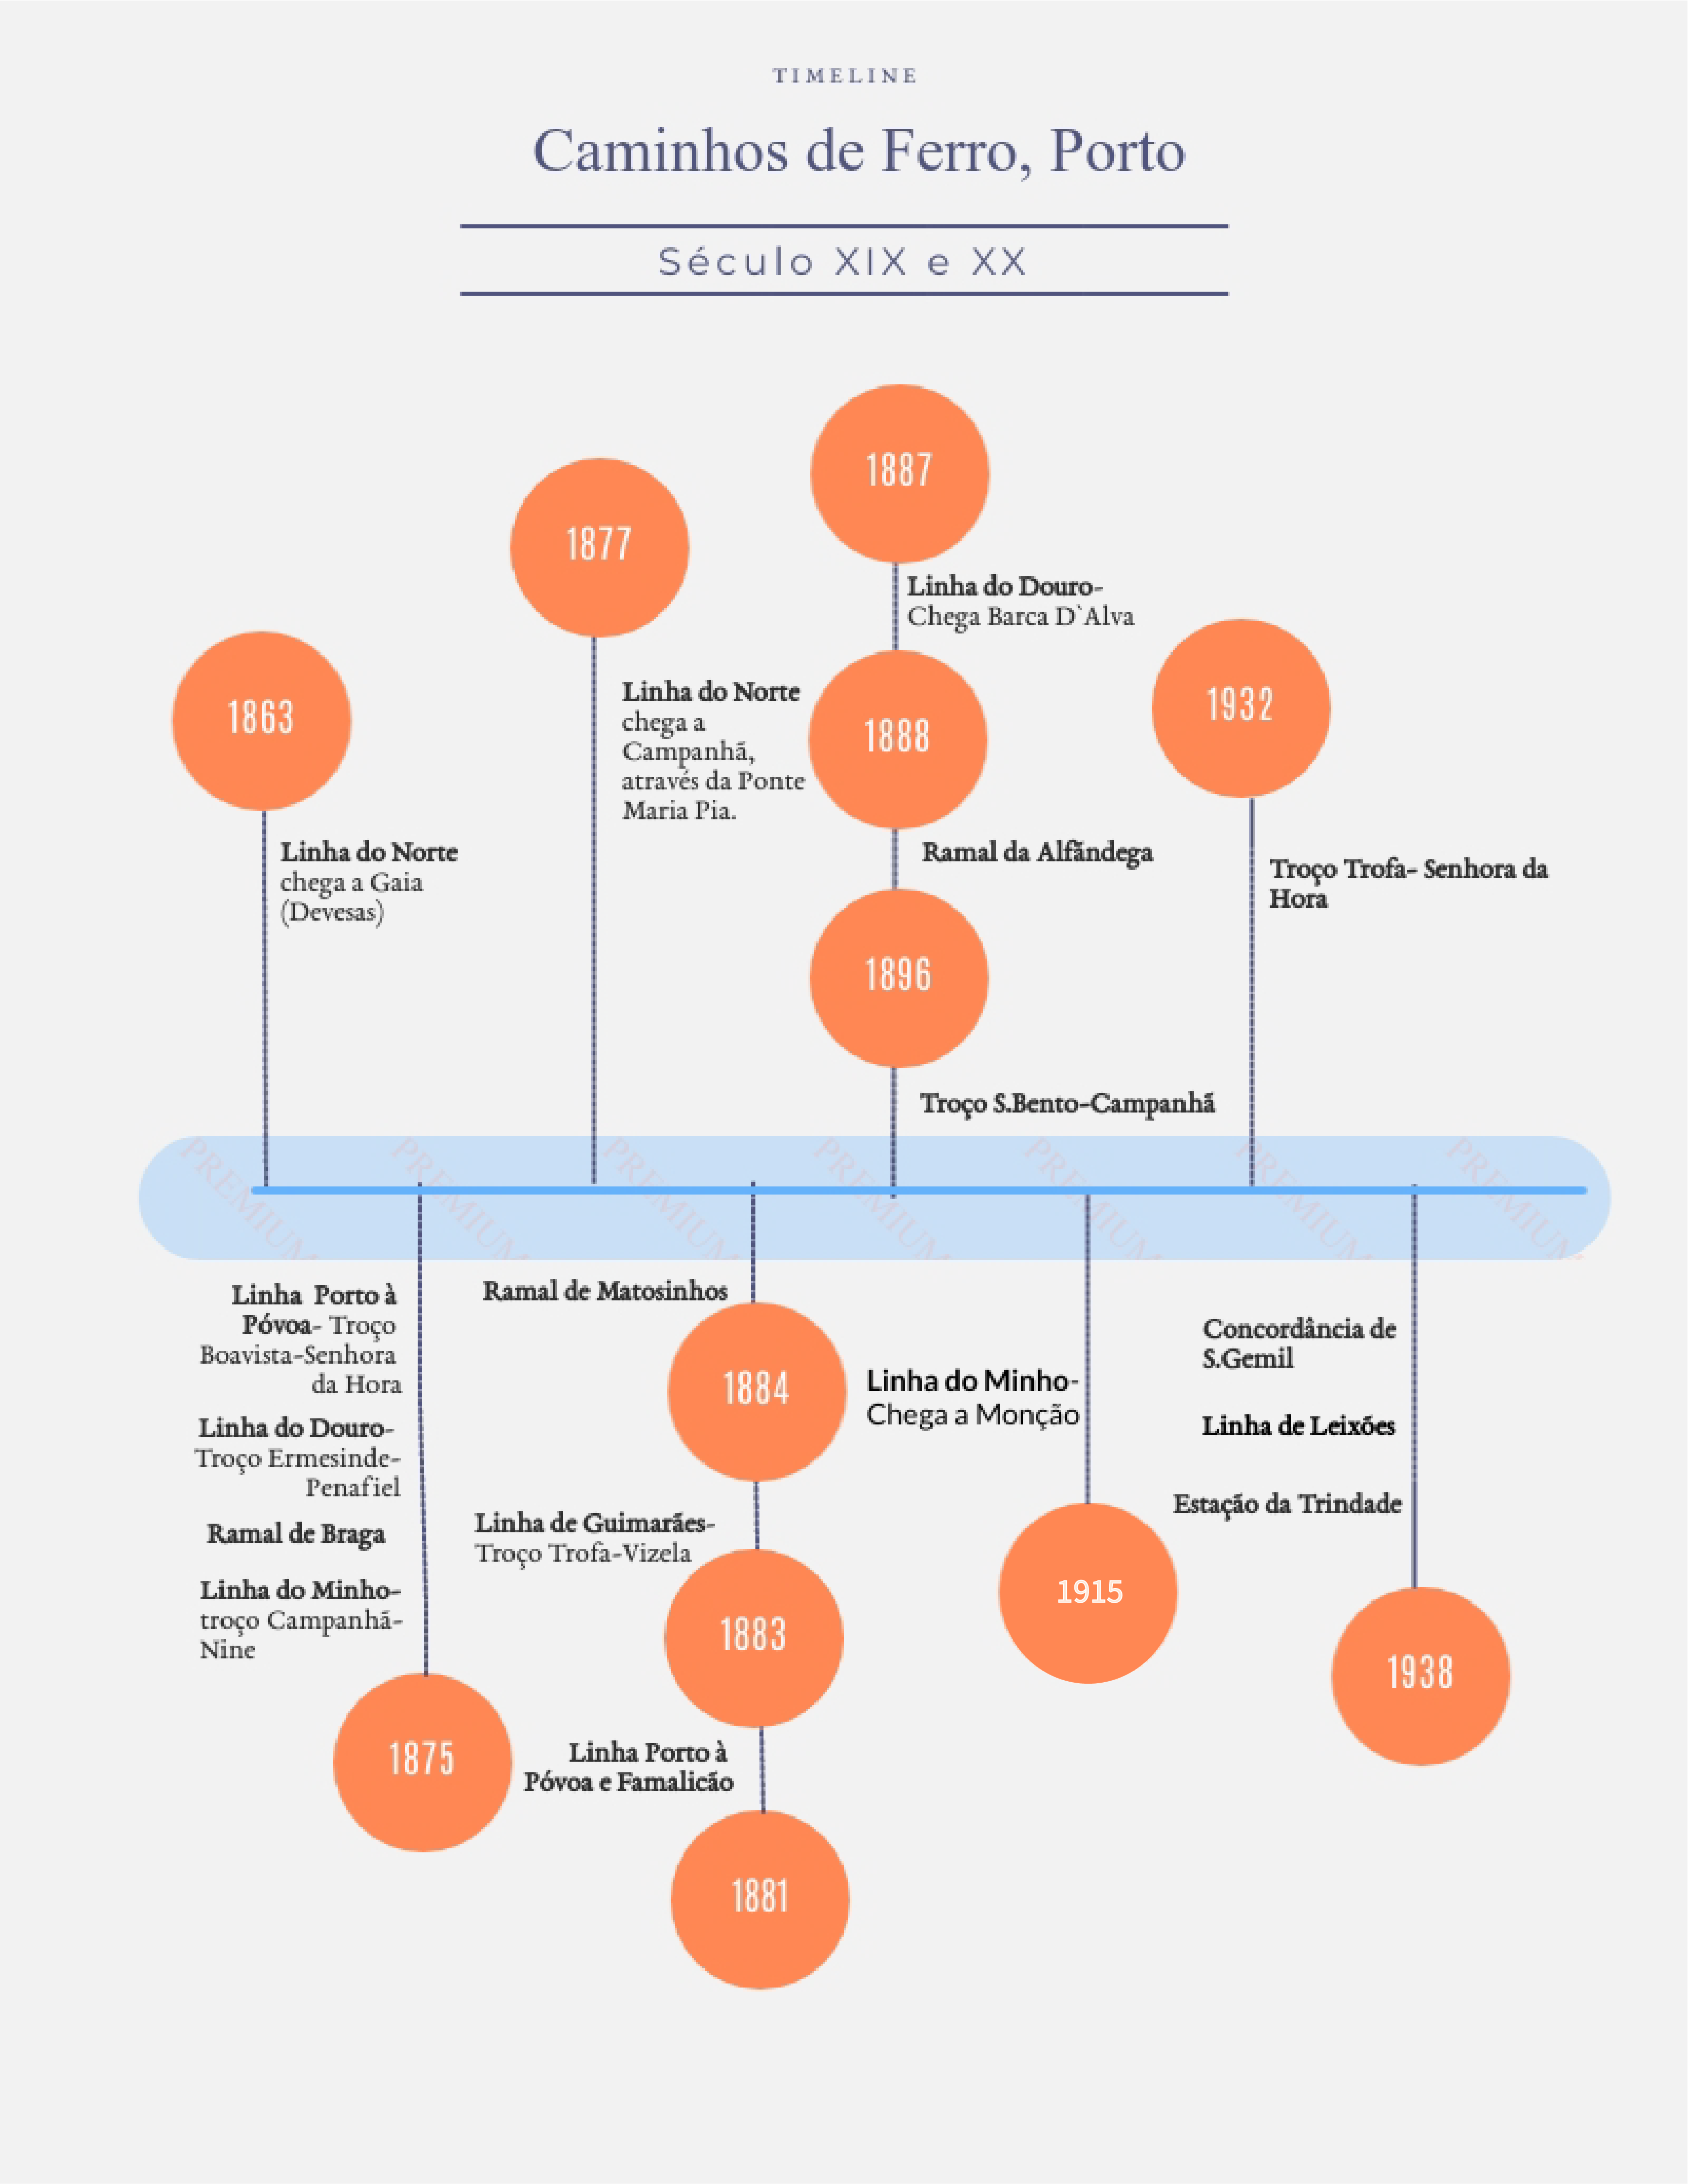 TIMELINE
Caminhos de Ferro, Porto
Século XIX e XX
1887
1877
Linha do Douro-
Chega Barca D`Alva
1863
Linha do Norte
chega a
Campanhã,
através da Ponte
Maria Pia.
1888
1932
Linha do Norte
chega a Gaia
(Devesas)
Ramal da Alfãndega
Troço Trofa- Senhora da
Hora
1896
Troço S.Bento-Campanhã
PREMIUM PREMIUM PREMIUM PREMIUM PREMIUM PREMIUM PREMIUM
Linha Porto à
Póvoa- Troço
Boavista-Senhora
da Hora
Linha do Douro-
Troço Ermesinde-
Penafiel
Ramal de Braga
Linha do Minho-
troço Campanhã-
Nine
1875
Ramal de Matosinhos
1884
Linha de Guimarães-
Troço Trofa-Vizela
1883
Linha Porto à
Póvoa e Famalicão
1881
Linha do Minho-
Chega a Monção
1915
Concordância de
S.Gemil
Linha de Leixões
Estação da Trindade
1938